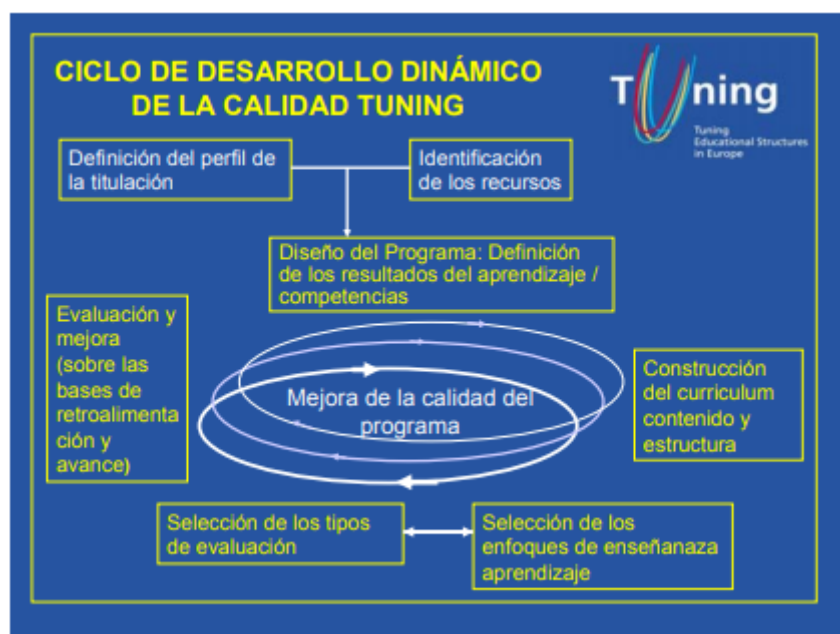 CICLO DE DESARROLLO DINÁMICO
DE LA CALIDAD TUNING
Tuning
Tuning
Educational Structures
in Europe
Definición del perfil de
la titulación
Identificación
de los recursos
Diseño del Programa: Definición
de los resultados del aprendizaje /
competencias
Evaluación y
mejora
(sobre las
bases de
retroalimenta
ción y
avance)
Mejora de la calidad del
programa
Construcción
del curriculum
contenido y
estructura
Selección de los tipos
de evaluación
Selección de los
enfoques de enseñanaza
aprendizaje